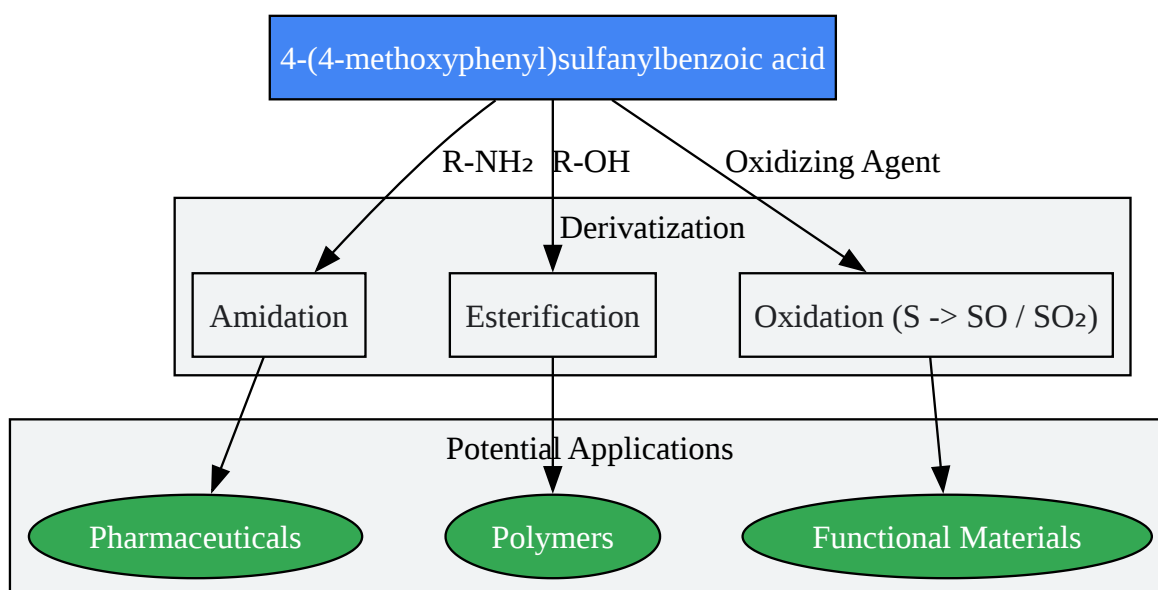 4-(4-methoxyphenyl)sulfanylbenzoic acid
R-NH₂
R-OH
Oxidizing Agent
Derivatization
Amidation
Esterification
Oxidation (S -> SO / SO₂)
Potential Applications
Pharmaceuticals
Polymers
Functional Materials